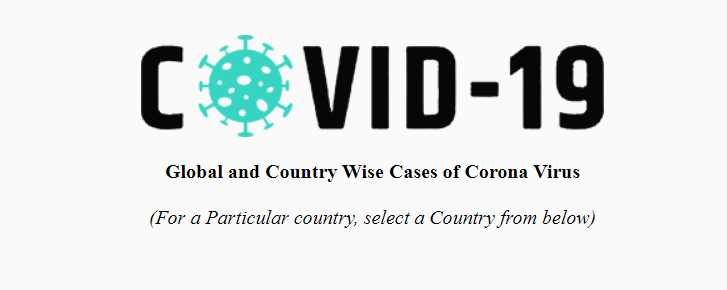 COVID-19
Global and Country Wise Cases of Corona Virus
(For a Particular country, select a Country from below)